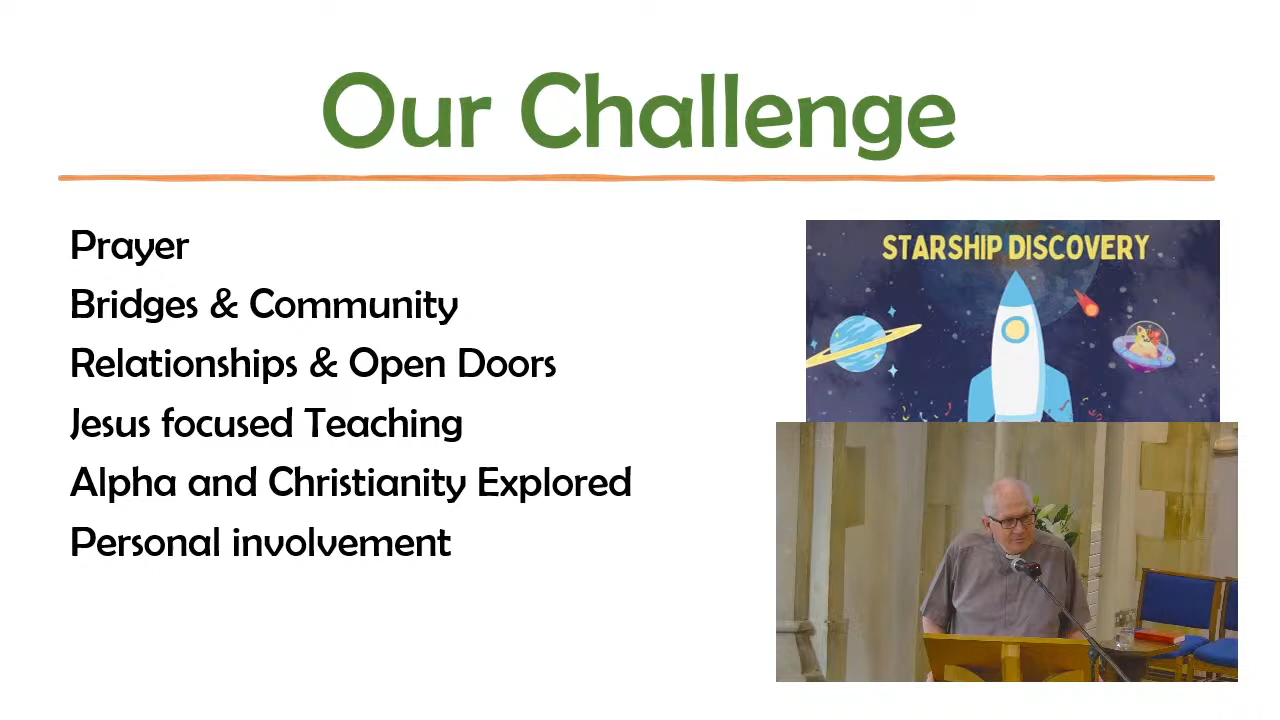 Our Challenge
Prayer
Bridges & Community
Relationships & Open Doors
Jesus focused Teaching
Alpha and Christianity Explored
Personal involvement
STARSHIP DISCOVERY